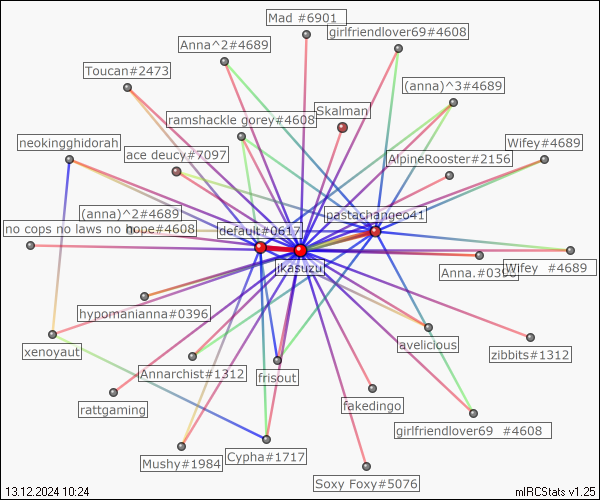 Mad #6901
girlfriendlover69#4608
Anna^2#4689
Toucan#2473
(anna)^3#4689
Skalman
ramshackle gorey#4608
neokingghidorah
Wifey#4689
ace deucy#7097
AlpineRooster#2156
(anna)^2#4689
pastachangeo41
no cops no laws no hope#4608
default#0617
ikasuzu
Anna.#0396
Wifey #4689
hypomanianna#0396
lavelicious
xenoyaut
zibbits#1312
Annarchist#1312
frisout
rattgaming
fakedingo
girlfriendlover69 #4608
Mushy#1984
Cypha#1717
Soxy Foxy#5076
13.12.2024 10:24
mIRCStats v1.25